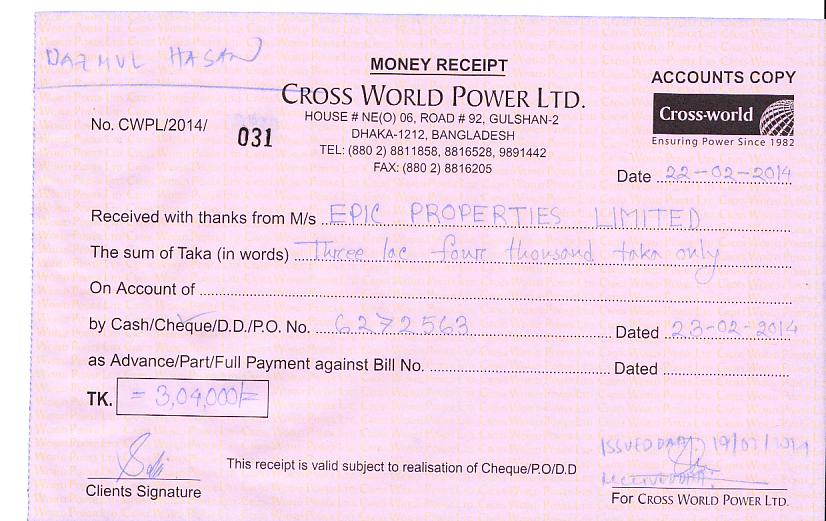 NAZMUL HASAN
MONEY RECEIPT
ACCOUNTS COPY
CROSS WORLD POWER LTD.
Cross-world
Ensuring Power Since 1982
HOUSE # NE(O) 06, ROAD # 92, GULSHAN-2
DHAKA-1212, BANGLADESH
TEL: (880 2) 8811858, 8816528, 9891442
FAX: (880 2) 8816205
No. CWPL/2014/ 031
Date 22-02-2014
Received with thanks from M/s EPIC PROPERTIES LIMITED
The sum of Taka (in words) Three lac four thousand taka only
On Account of
by Cash/Cheque/D.D./P.O. No. 6272563 Dated 23-02-2014
as Advance/Part/Full Payment against Bill No. Dated
TK. = 3,04,000/=
ISSUED
This receipt is valid subject to realisation of Cheque/P.O/D.D
Clients Signature
For CROSS WORLD POWER LTD.